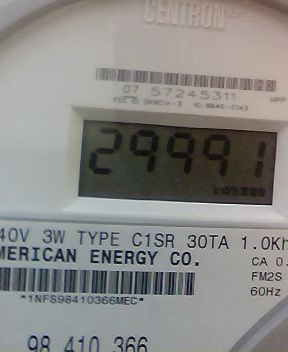 CENTRON®
07 57245311
29991
kWh
40V 3W TYPE C1SR 30TA 1.0Kh
MERICAN ENERGY CO.
CA 0.
FM2S
60Hz
*1NFS98410366MEC*
98 410 366